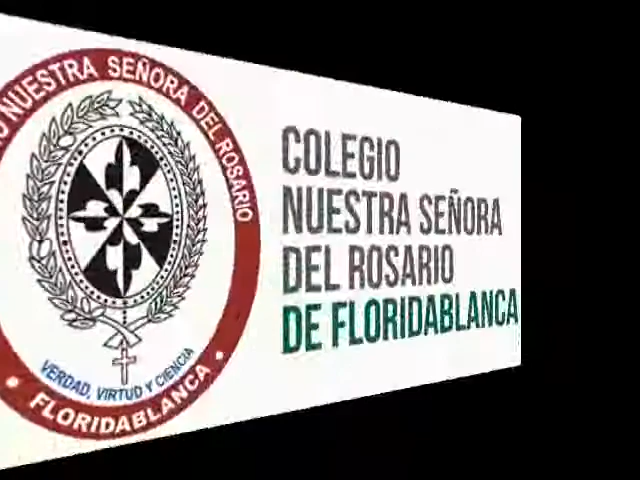 O NUESTRA SEÑORA DEL ROSARIO
VERDAD, VIRTUD Y CIENCIA
FLORIDABLANCA
COLEGIO
NUESTRA SEÑORA
DEL ROSARIO
DE FLORIDABLANCA